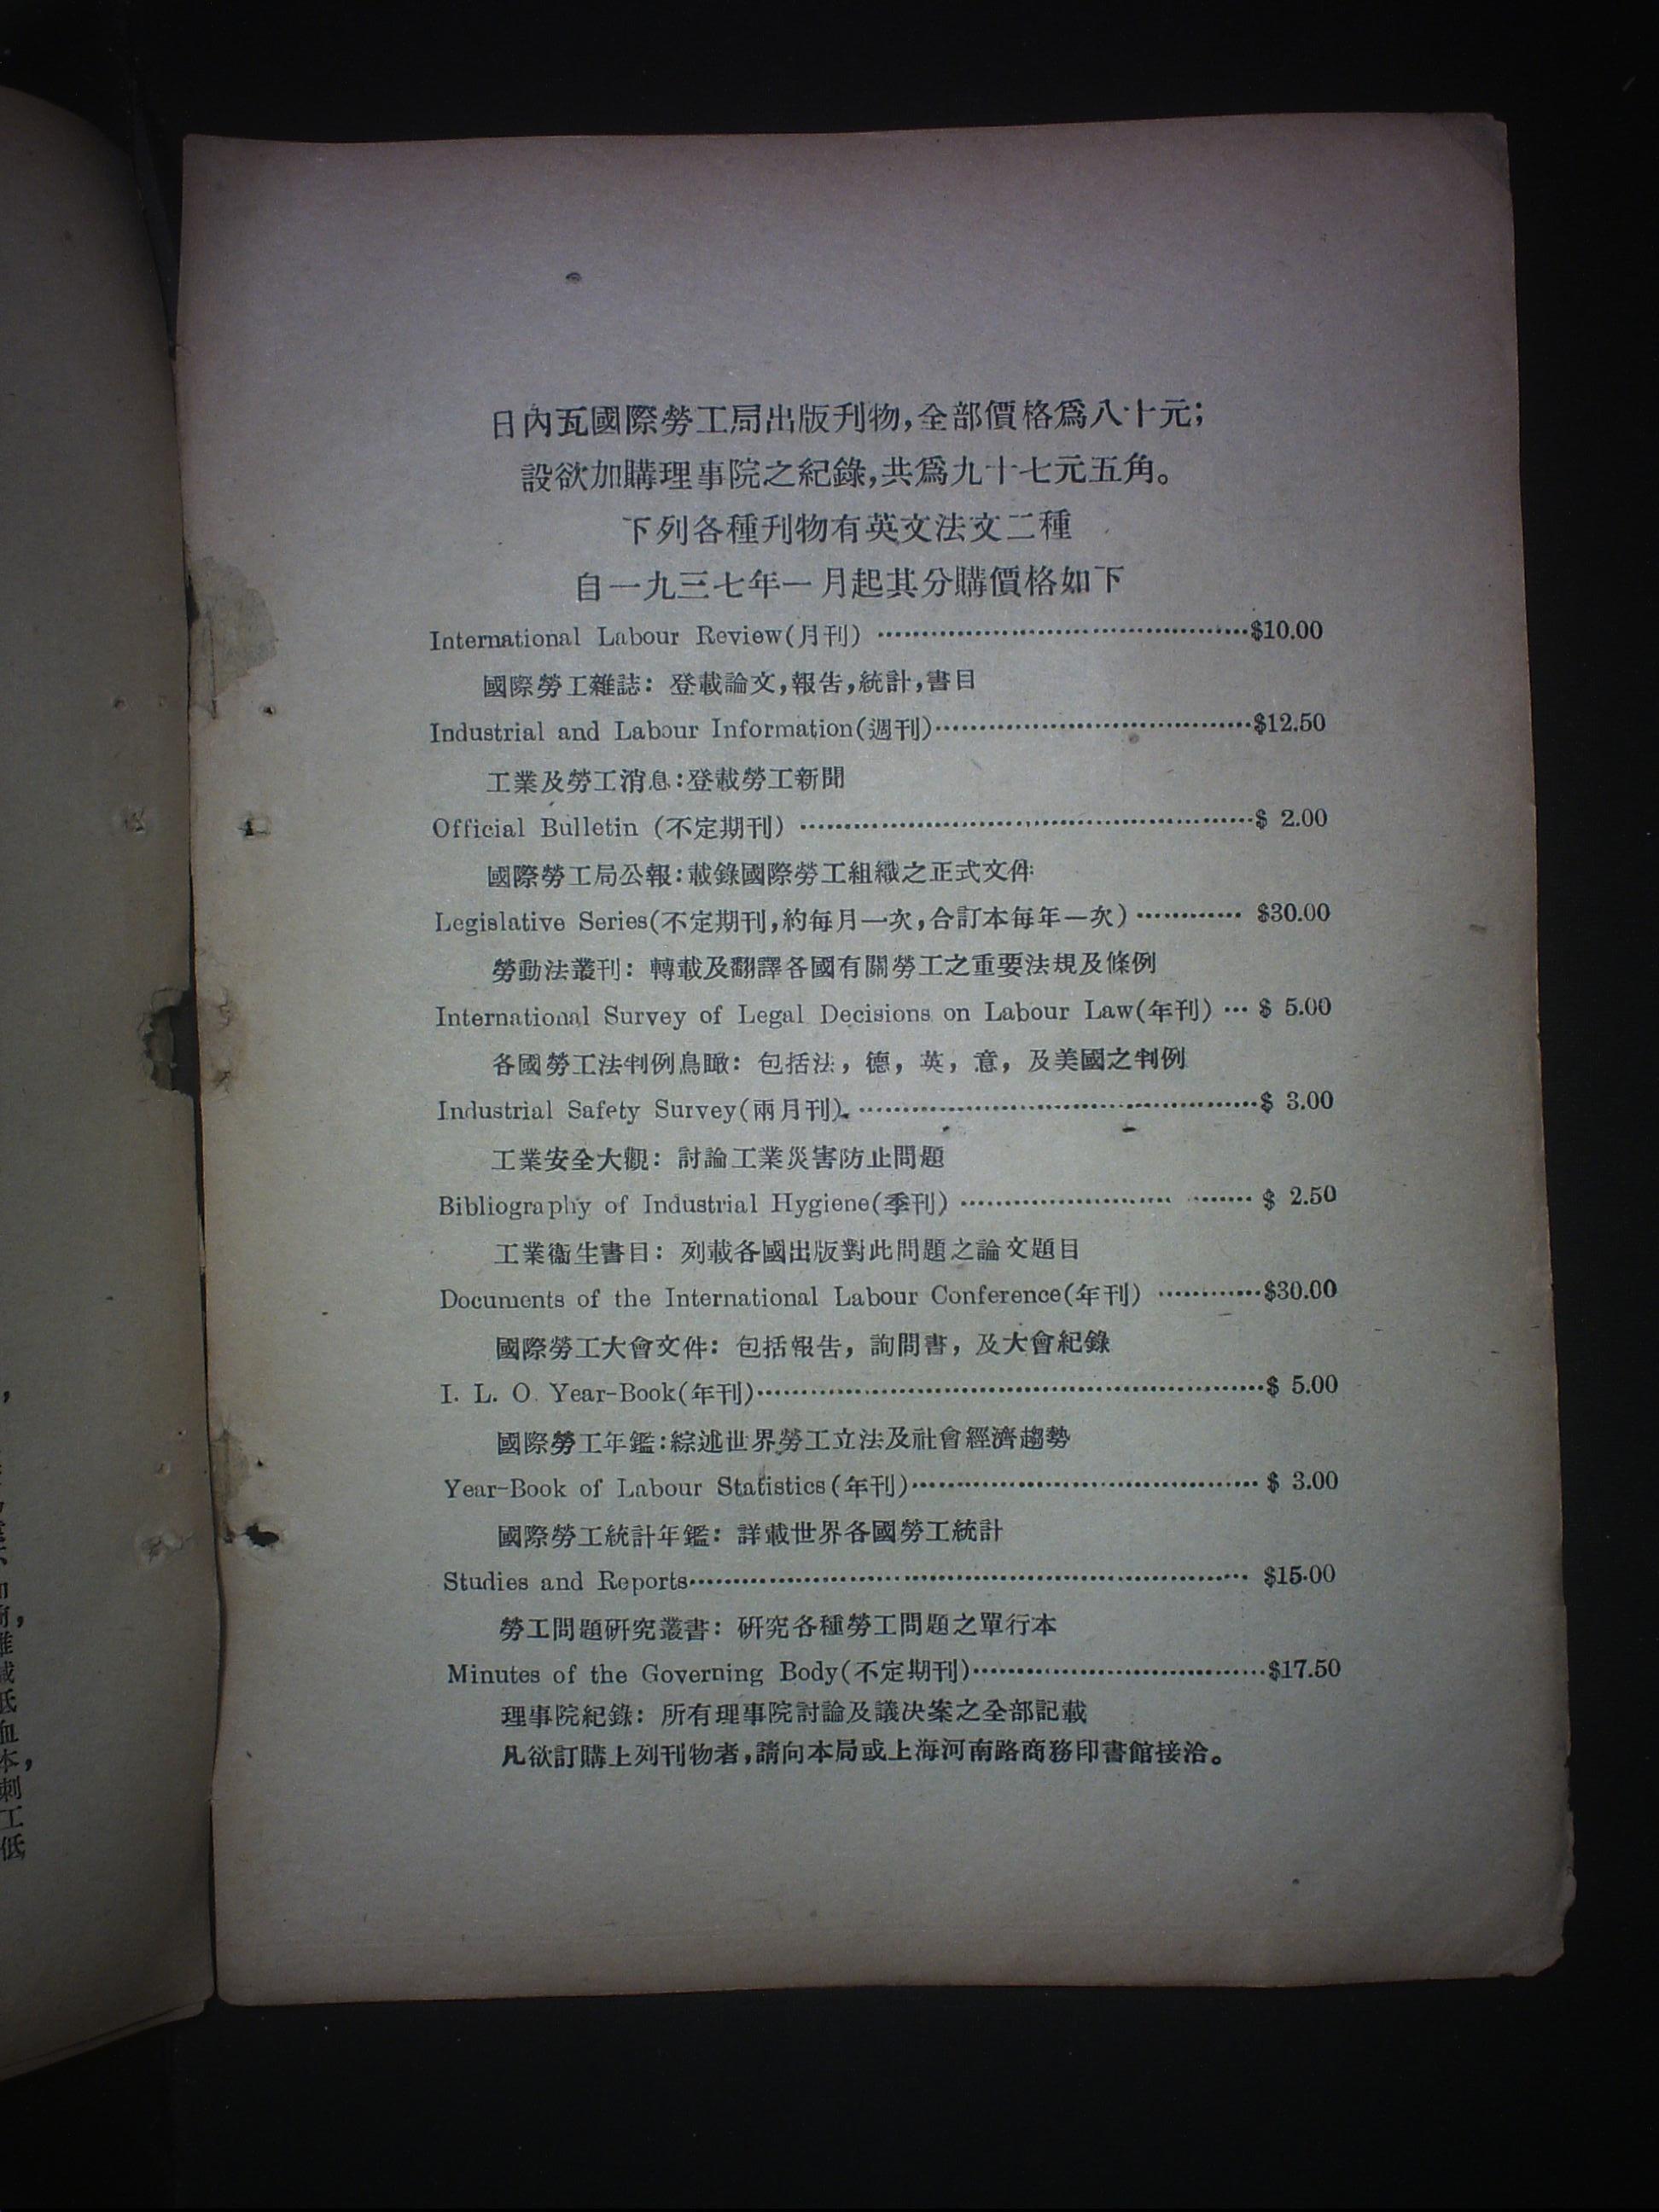 日內瓦國際勞工局出版刋物,全部價格爲八十元;
設欲加購理事院之紀錄,共爲九十七元五角。
下列各種刋物有英文法文二種
自一九三七年一月起其分購價格如下
International Labour Review(月刋) ……………………………………$10.00
國際勞工雜誌: 登載論文,報告,統計,書目
Industrial and Labour Information(週刋)………………………………$12.50
工業及勞工消息:登載勞工新聞
Official Bulletin (不定期刋) ……………………………………………$ 2.00
國際勞工局公報:載錄國際勞工組織之正式文件
Legislative Series(不定期刋,約每月一次,合訂本每年一次) ………… $30.00
勞動法叢刋: 轉載及翻譯各國有關勞工之重要法規及條例
International Survey of Legal Decisions on Labour Law(年刋) … $ 5.00
各國勞工法判例鳥瞰: 包括法, 德, 英, 意, 及美國之判例
Industrial Safety Survey(兩月刋) ………………………………………$ 3.00
工業安全大觀: 討論工業災害防止問題
Bibliography of Industrial Hygiene(季刋) …………………… …… $ 2.50
工業衞生書目: 列載各國出版對此問題之論文題目
Documents of the International Labour Conference(年刋) …………$30.00
國際勞工大會文件: 包括報告, 詢問書, 及大會紀錄
I. L. O. Year-Book(年刋)…………………………………………………$ 5.00
國際勞工年鑑:綜述世界勞工立法及社會經濟趨勢
Year-Book of Labour Statistics(年刋)………………………………… $ 3.00
國際勞工統計年鑑: 詳載世界各國勞工統計
Studies and Reports……………………………………………………… $15.00
勞工問題硏究叢書: 硏究各種勞工問題之單行本
Minutes of the Governing Body(不定期刋)……………………………$17.50
理事院紀錄: 所有理事院討論及議决案之全部記載
凡欲訂購上列刋物者,請向本局或上海河南路商務印書館接洽。